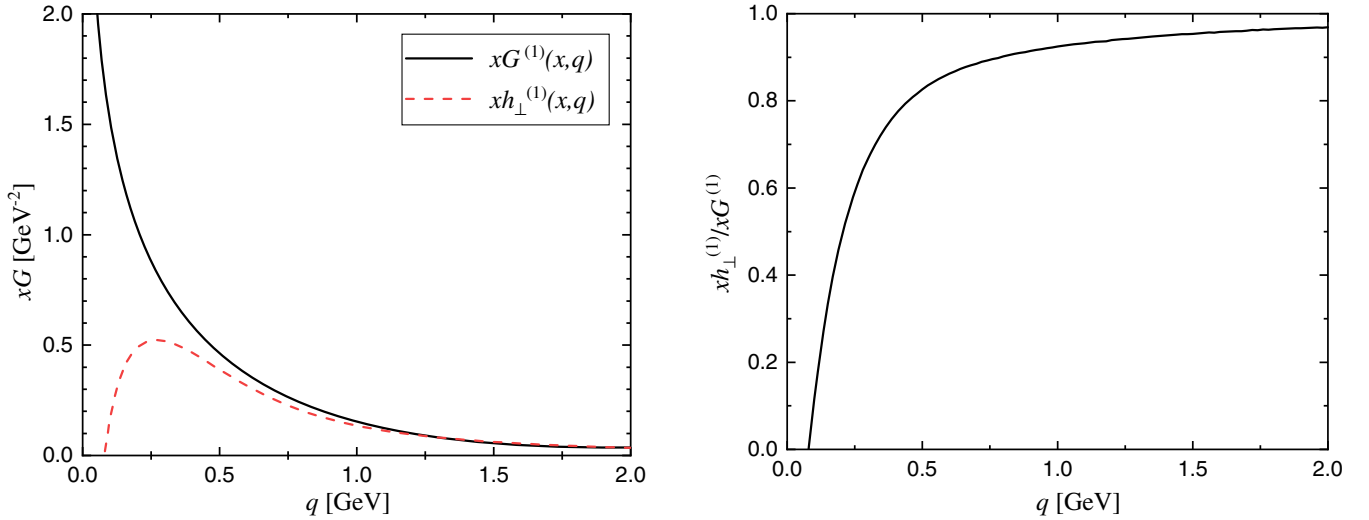 2.0
1.5
1.0
0.5
0.0
xG [GeV⁻²]
xG⁽¹⁾(x,q)
xh⊥⁽¹⁾(x,q)
0.0 0.5 1.0 1.5 2.0
q [GeV]
1.0
0.8
0.6
0.4
0.2
0.0
xh⊥⁽¹⁾/xG⁽¹⁾
0.0 0.5 1.0 1.5 2.0
q [GeV]